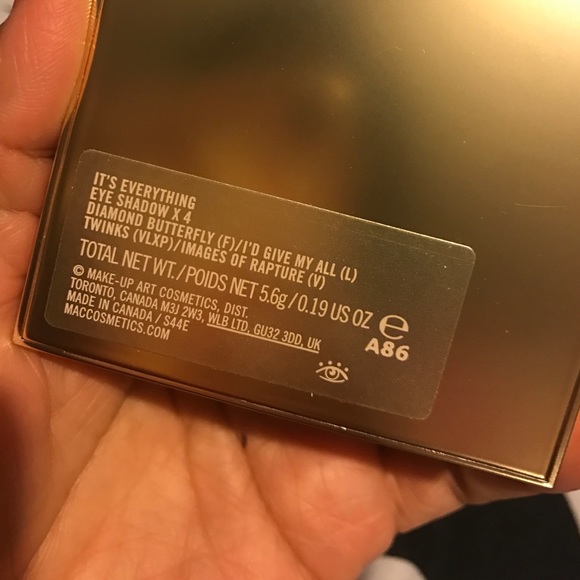 IT'S EVERYTHING
EYE SHADOW X 4
DIAMOND BUTTERFLY (F)/I'D GIVE MY ALL (L)
TWINKS (VLXP)/IMAGES OF RAPTURE (V)
TOTAL NET WT./POIDS NET 5.6g/0.19 US OZ ℮
© MAKE-UP ART COSMETICS, DIST.
TORONTO, CANADA M3J 2W3, WLB LTD, GU32 3DD, UK
MADE IN CANADA / S44E
MACCOSMETICS.COM
A86